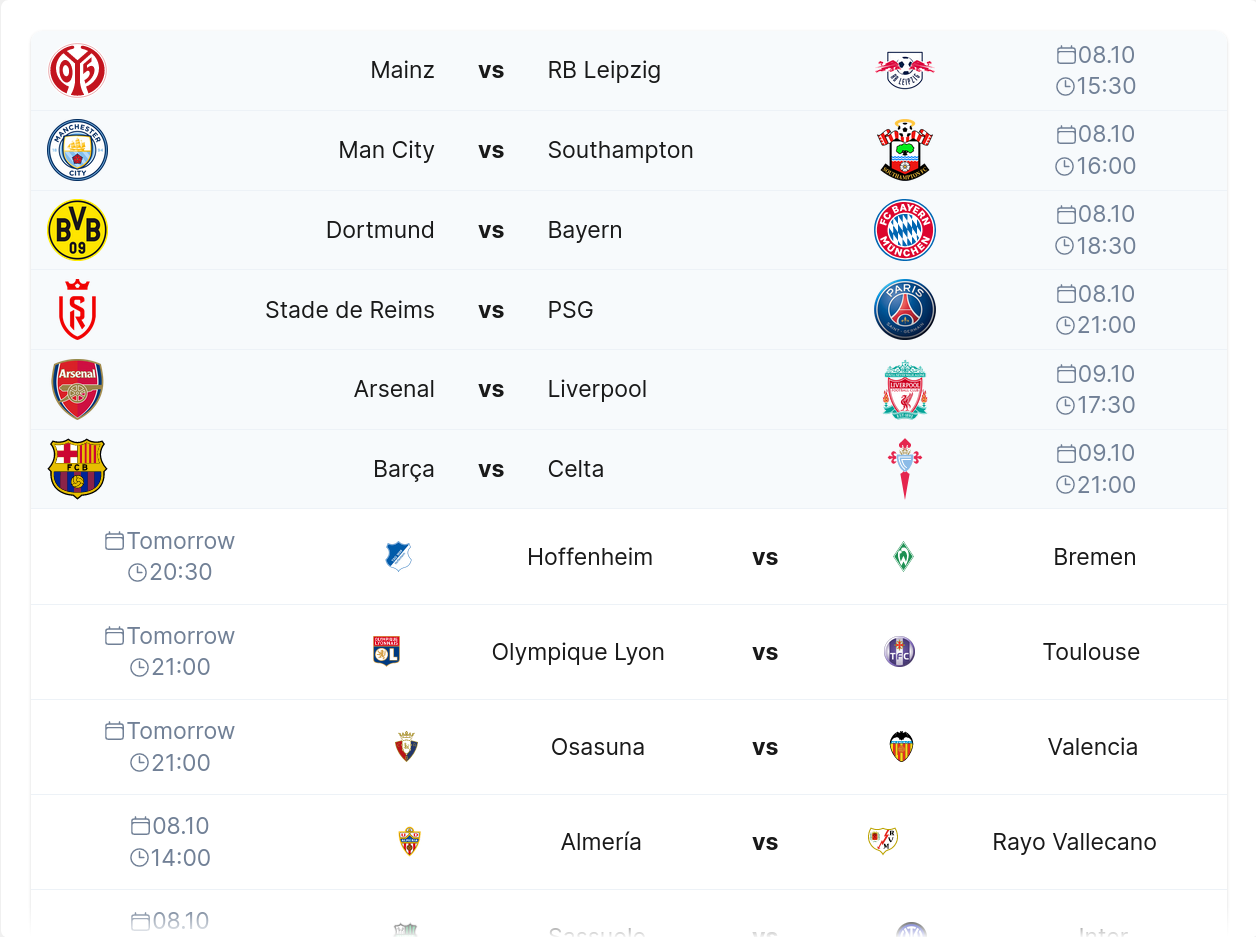 Mainz vs RB Leipzig 08.10
15:30
Man City vs Southampton 08.10
16:00
Dortmund vs Bayern 08.10
18:30
Stade de Reims vs PSG 08.10
21:00
Arsenal vs Liverpool 09.10
17:30
Barça vs Celta 09.10
21:00
Tomorrow
20:30
Hoffenheim vs Bremen
Tomorrow
21:00
Olympique Lyon vs Toulouse
Tomorrow
21:00
Osasuna vs Valencia
08.10
14:00
Almería vs Rayo Vallecano
08.10
Sassuolo vs Inter